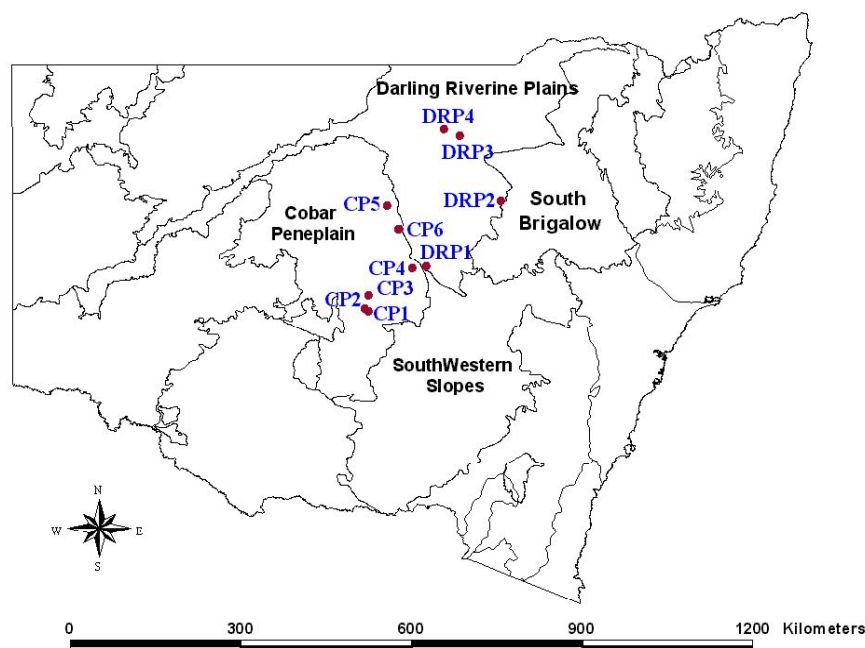 Darling Riverine Plains
DRP4
DRP3
DRP2
South
Brigalow
CP5
Cobar
Peneplain
CP6
DRP1
CP4
CP3
CP2
CP1
SouthWestern
Slopes
N
W E
S
0 300 600 900 1200 Kilometers